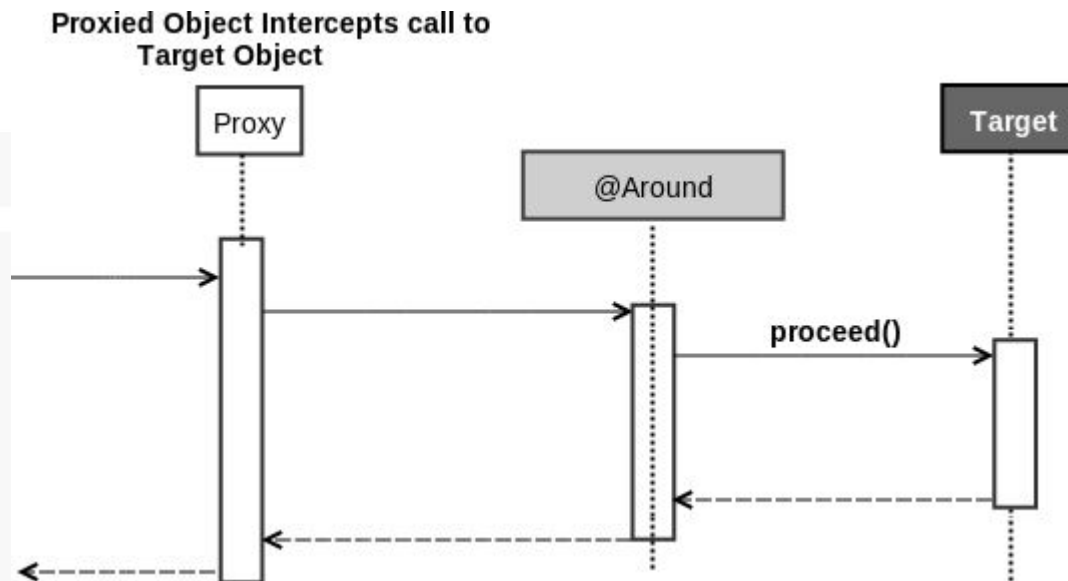 Proxied Object Intercepts call to
Target Object
Proxy
Target
@Around
proceed()